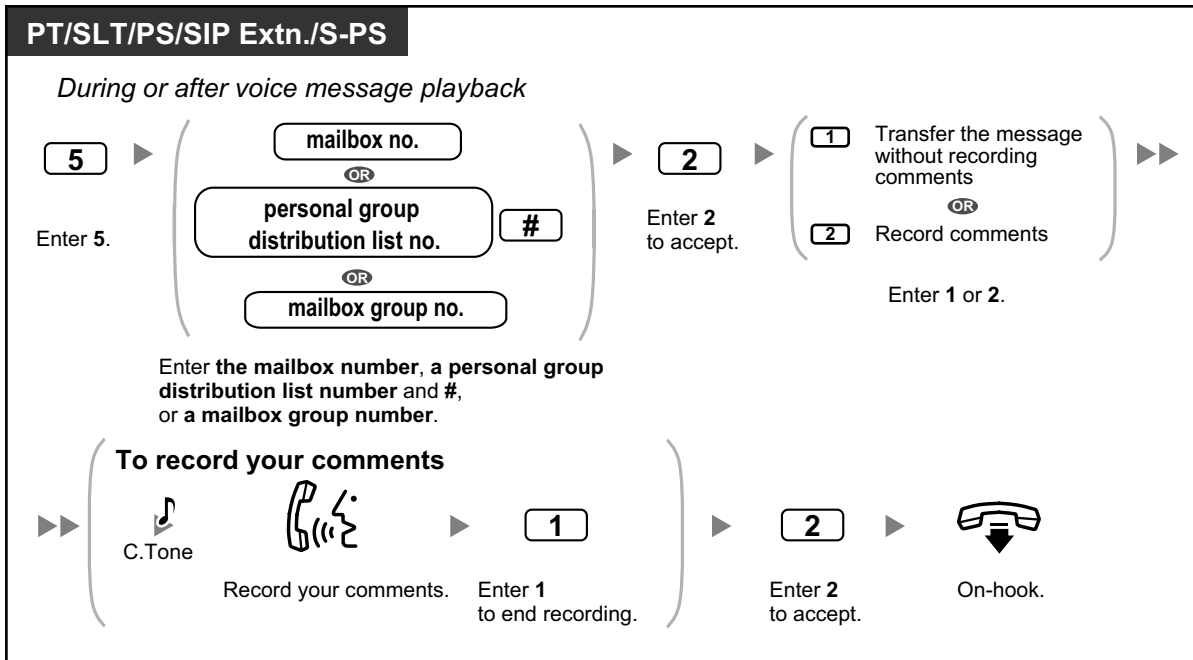 PT/SLT/PS/SIP Extn./S-PS
During or after voice message playback
5
Enter 5.
mailbox no.
OR
personal group
distribution list no.
#
OR
mailbox group no.
Enter the mailbox number, a personal group
distribution list number and #,
or a mailbox group number.
2
Enter 2
to accept.
1 Transfer the message
without recording
comments
OR
2 Record comments
Enter 1 or 2.
To record your comments
C.Tone
Record your comments.
1
Enter 1
to end recording.
2
Enter 2
to accept.
On-hook.